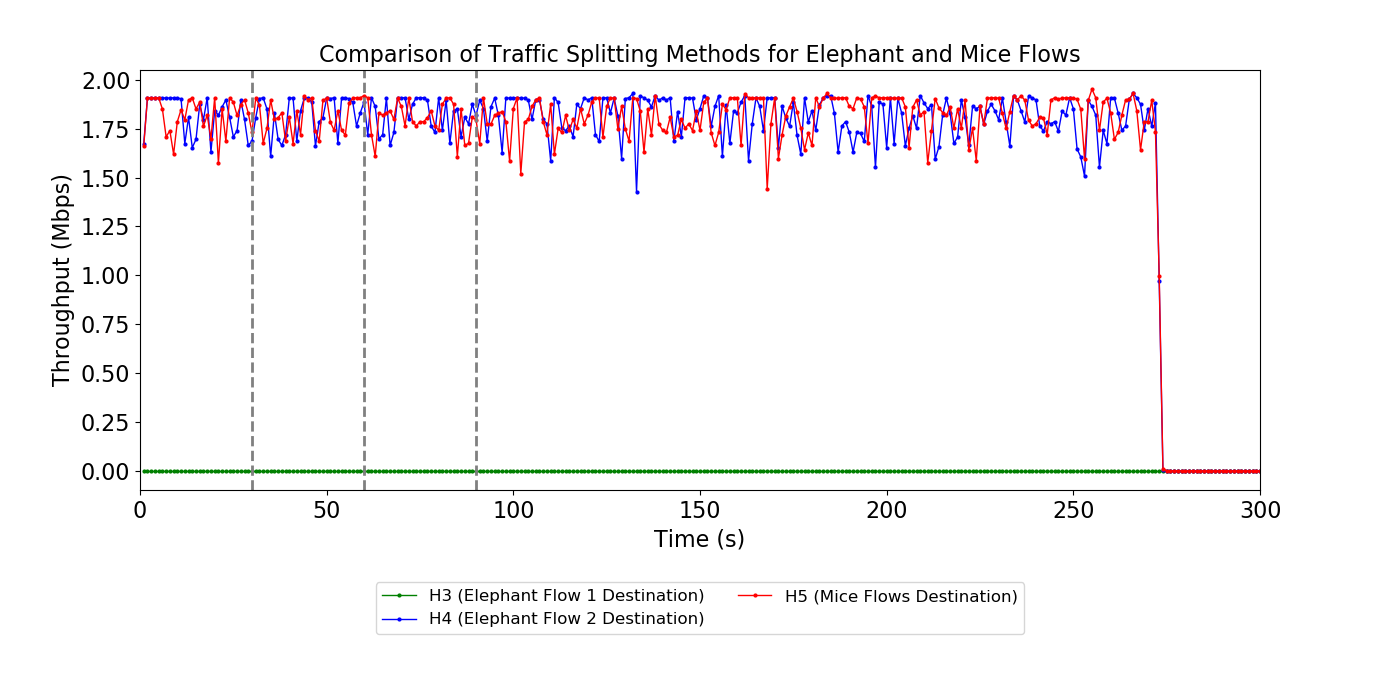 Comparison of Traffic Splitting Methods for Elephant and Mice Flows
Throughput (Mbps)
2.00
1.75
1.50
1.25
1.00
0.75
0.50
0.25
0.00
0 50 100 150 200 250 300
Time (s)
H3 (Elephant Flow 1 Destination)
H4 (Elephant Flow 2 Destination)
H5 (Mice Flows Destination)